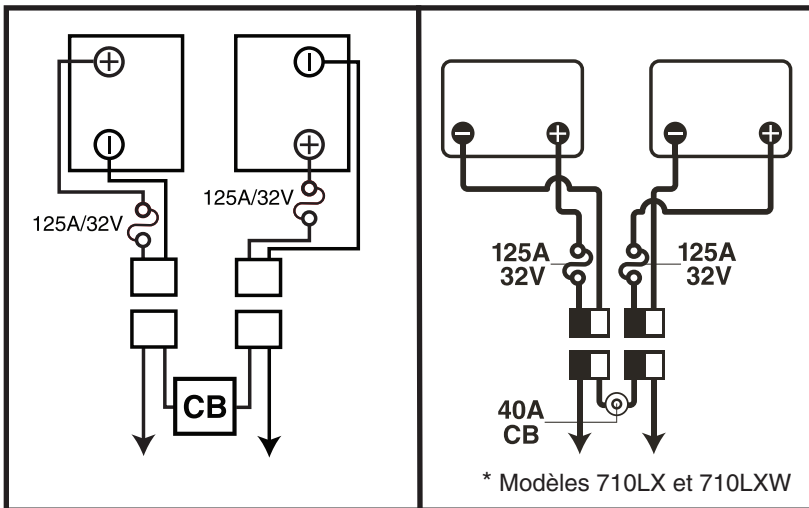 125A/32V
125A/32V
CB
125A
32V
125A
32V
40A
CB
* Modèles 710LX et 710LXW